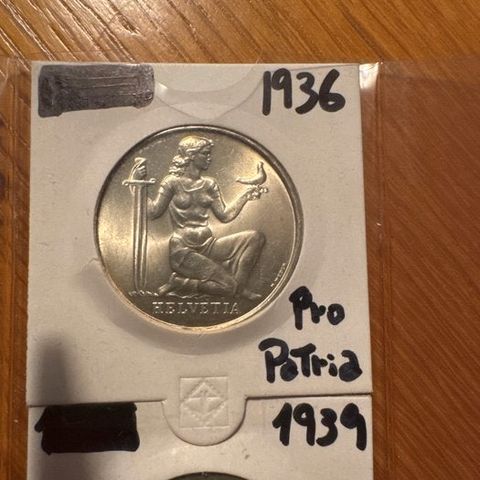 1936
HELVETIA
Pro
Patria
1939